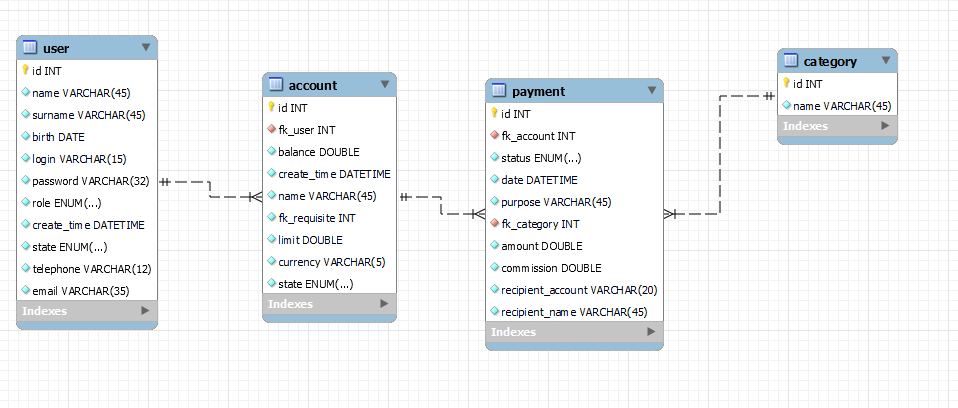 user
id INT
name VARCHAR(45)
surname VARCHAR(45)
birth DATE
login VARCHAR(15)
password VARCHAR(32)
role ENUM(...)
create_time DATETIME
state ENUM(...)
telephone VARCHAR(12)
email VARCHAR(35)
Indexes
account
id INT
fk_user INT
balance DOUBLE
create_time DATETIME
name VARCHAR(45)
fk_requisite INT
limit DOUBLE
currency VARCHAR(5)
state ENUM(...)
Indexes
payment
id INT
fk_account INT
status ENUM(...)
date DATETIME
purpose VARCHAR(45)
fk_category INT
amount DOUBLE
commission DOUBLE
recipient_account VARCHAR(20)
recipient_name VARCHAR(45)
Indexes
category
id INT
name VARCHAR(45)
Indexes